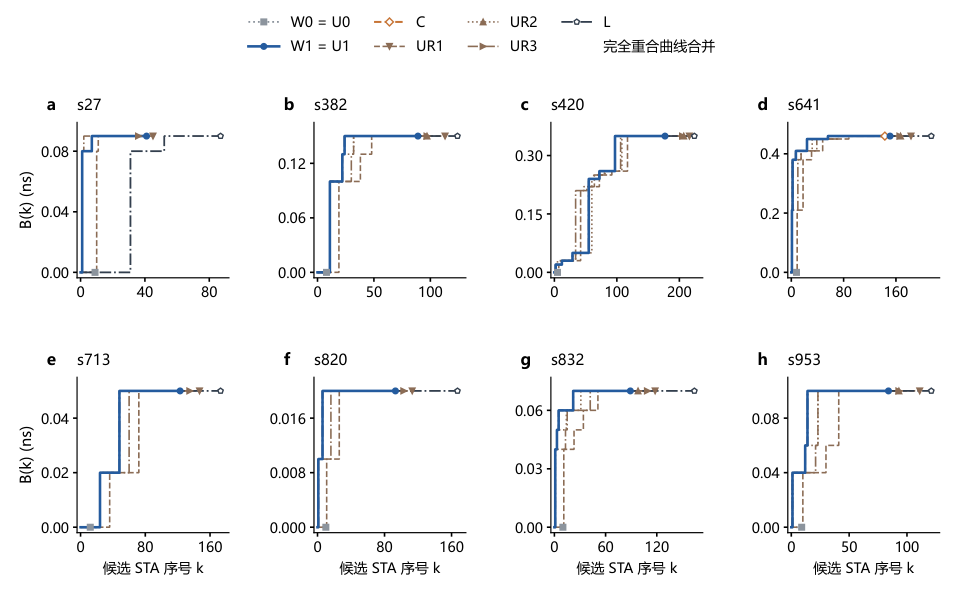 W0 = U0 C UR2 L
W1 = U1 UR1 UR3 完全重合曲线合并
a s27
b s382
c s420
d s641
B(k) (ns)
0.08
0.04
0.00
0 40 80
0.12
0.06
0.00
0 50 100
0.30
0.15
0.00
0 100 200
0.4
0.2
0.0
0 80 160
e s713
f s820
g s832
h s953
B(k) (ns)
0.04
0.02
0.00
0 80 160
候选 STA 序号 k
0.016
0.008
0.000
0 80 160
候选 STA 序号 k
0.06
0.03
0.00
0 60 120
候选 STA 序号 k
0.08
0.04
0.00
0 50 100
候选 STA 序号 k